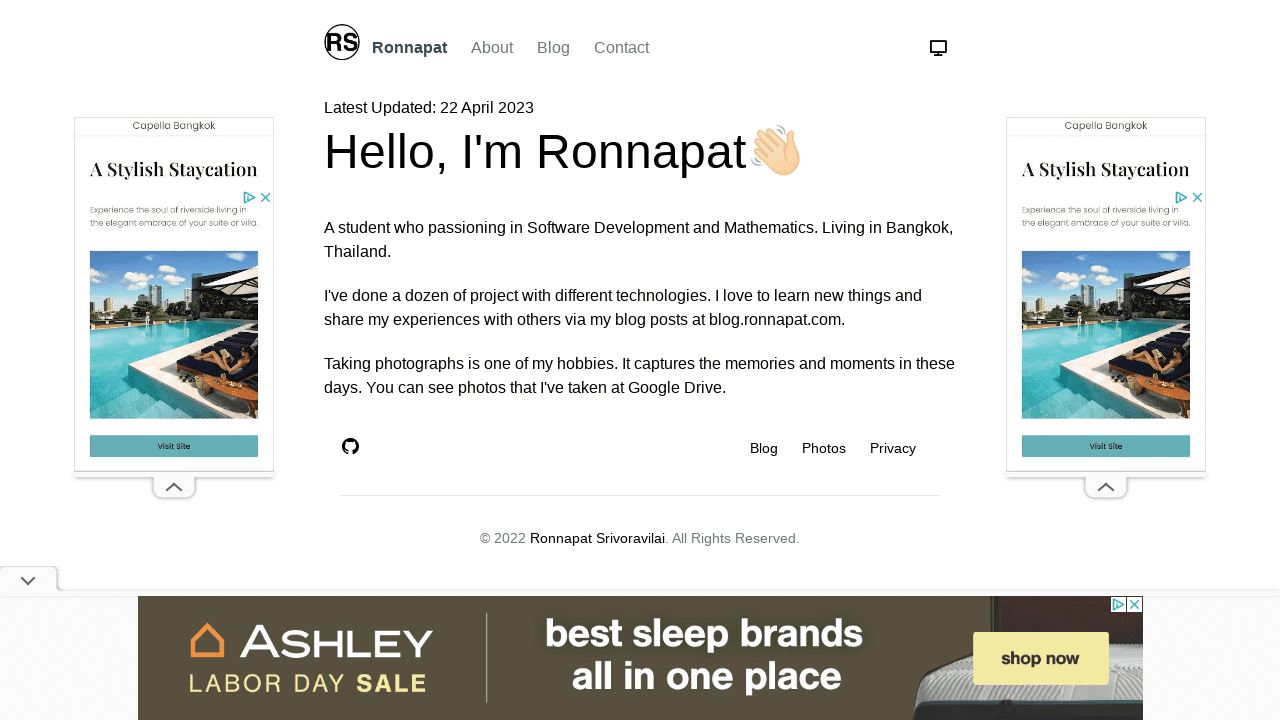 RS Ronnapat About Blog Contact
Latest Updated: 22 April 2023
Hello, I'm Ronnapat👋🏻
A student who passioning in Software Development and Mathematics. Living in Bangkok,
Thailand.
I've done a dozen of project with different technologies. I love to learn new things and
share my experiences with others via my blog posts at blog.ronnapat.com.
Taking photographs is one of my hobbies. It captures the memories and moments in these
days. You can see photos that I've taken at Google Drive.
Blog Photos Privacy
© 2022 Ronnapat Srivoravilai. All Rights Reserved.
Capella Bangkok
A Stylish Staycation
Experience the soul of riverside living in
the elegant embrace of your suite or villa.
Visit Site
Capella Bangkok
A Stylish Staycation
Experience the soul of riverside living in
the elegant embrace of your suite or villa.
Visit Site
ASHLEY
LABOR DAY SALE
best sleep brands
all in one place
shop now